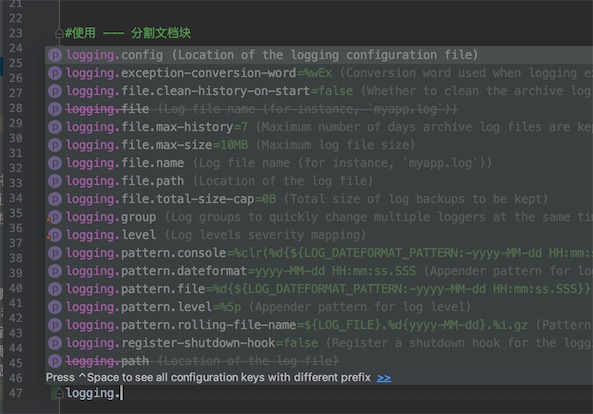 21
22
23 #使用 --- 分割文档块
24
25 p logging.config (Location of the logging configuration file)
26 p logging.exception-conversion-word=%wEx (Conversion word used when logging ex
27 p logging.file.clean-history-on-start=false (Whether to clean the archive log
28 p logging.file (Log file name (for instance, `myapp.log`))
29 p logging.file.max-history=7 (Maximum number of days archive log files are kep
30 p logging.file.max-size=10MB (Maximum log file size)
31 p logging.file.name (Log file name (for instance, `myapp.log`))
32 p logging.file.path (Location of the log file)
33 p logging.file.total-size-cap=0B (Total size of log backups to be kept)
34 p logging.group (Log groups to quickly change multiple loggers at the same tim
35 p logging.level (Log levels severity mapping)
36 p logging.pattern.console=%clr(%d{${LOG_DATEFORMAT_PATTERN:-yyyy-MM-dd HH:mm:s
37 p logging.pattern.dateformat=yyyy-MM-dd HH:mm:ss.SSS (Appender pattern for log
38 p logging.pattern.file=%d{${LOG_DATEFORMAT_PATTERN:-yyyy-MM-dd HH:mm:ss.SSS}}
40 p logging.pattern.level=%5p (Appender pattern for log level)
41 p logging.pattern.rolling-file-name=${LOG_FILE}.%d{yyyy-MM-dd}.%i.gz (Pattern
43 p logging.register-shutdown-hook=false (Register a shutdown hook for the logg
45 p logging.path (Location of the log file)
46 Press ^Space to see all configuration keys with different prefix >>
47 logging.